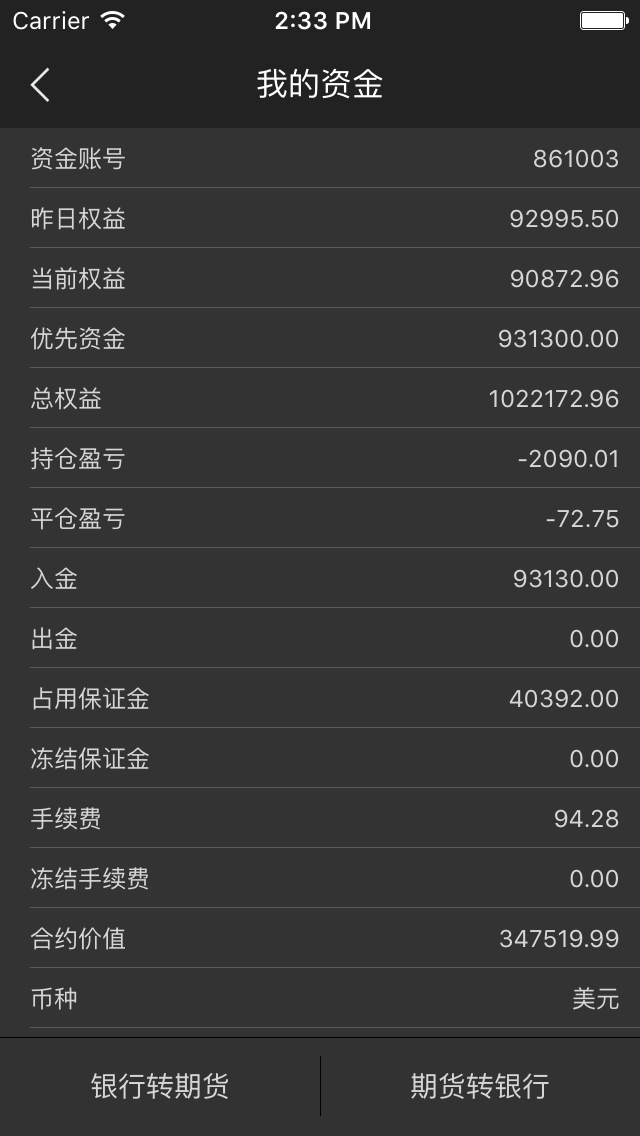 Carrier 2:33 PM
我的资金
资金账号 861003
昨日权益 92995.50
当前权益 90872.96
优先资金 931300.00
总权益 1022172.96
持仓盈亏 -2090.01
平仓盈亏 -72.75
入金 93130.00
出金 0.00
占用保证金 40392.00
冻结保证金 0.00
手续费 94.28
冻结手续费 0.00
合约价值 347519.99
币种 美元
银行转期货 期货转银行